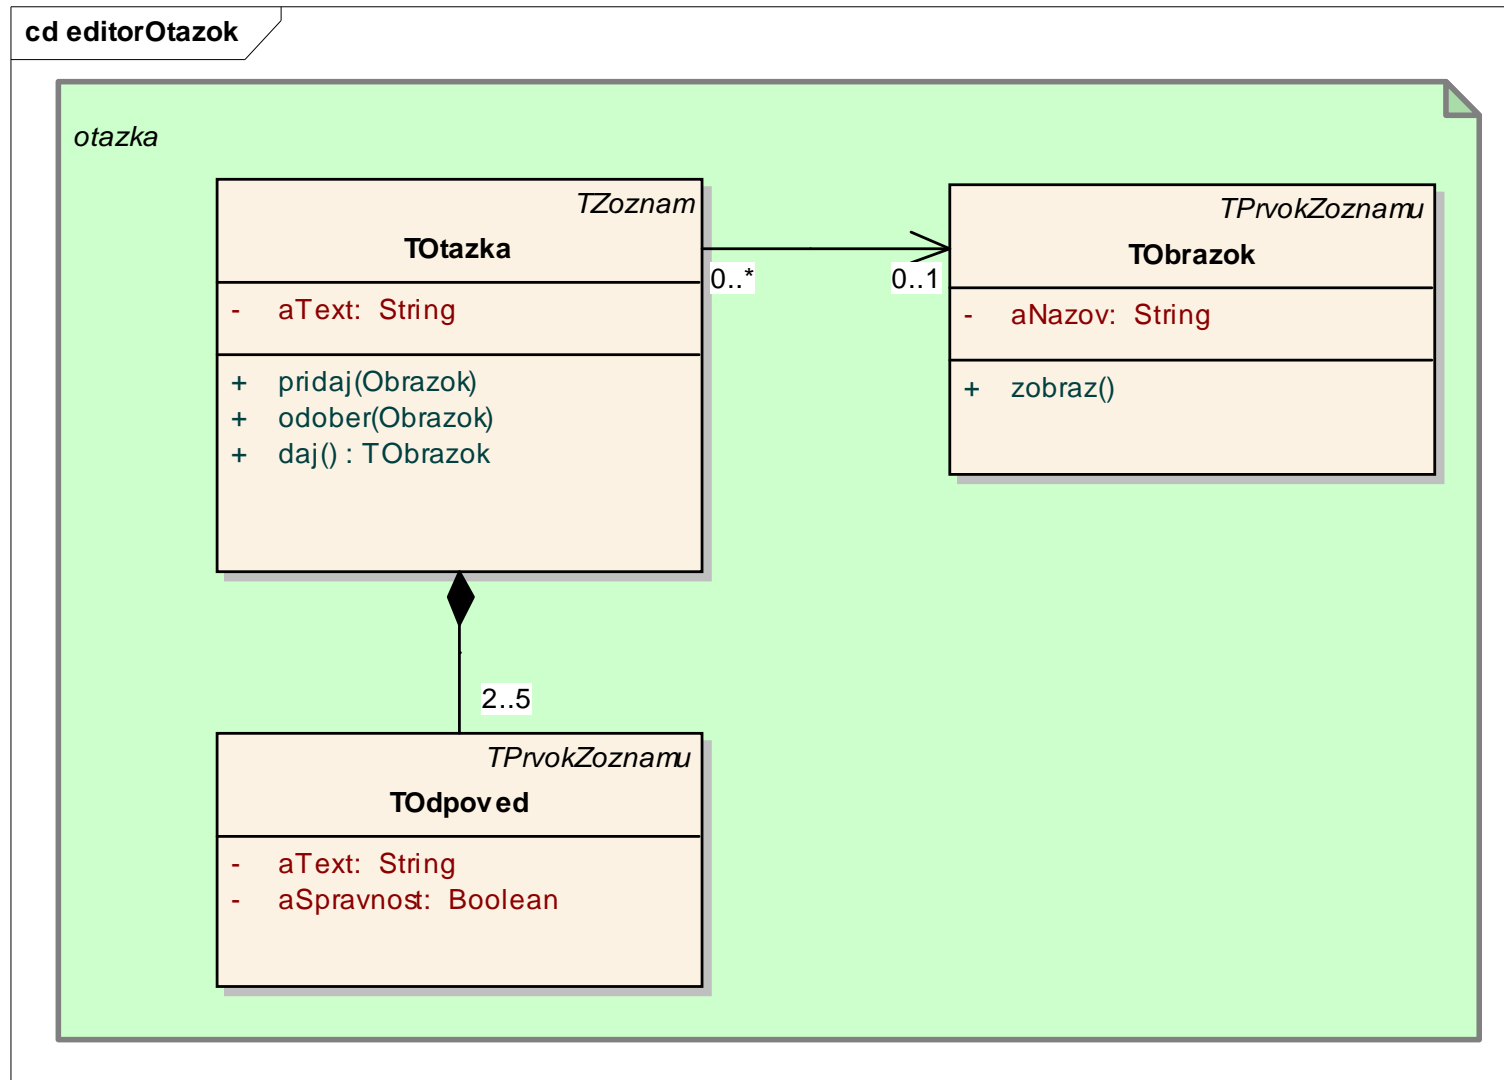 cd editorOtazok
otazka
TZoznam
TOtazka
- aText: String
+ pridaj(Obrazok)
+ odober(Obrazok)
+ daj() : TObrazok
0..*
0..1
TPrvokZoznamu
TObrazok
- aNazov: String
+ zobraz()
2..5
TPrvokZoznamu
TOdpoved
- aText: String
- aSpravnost: Boolean